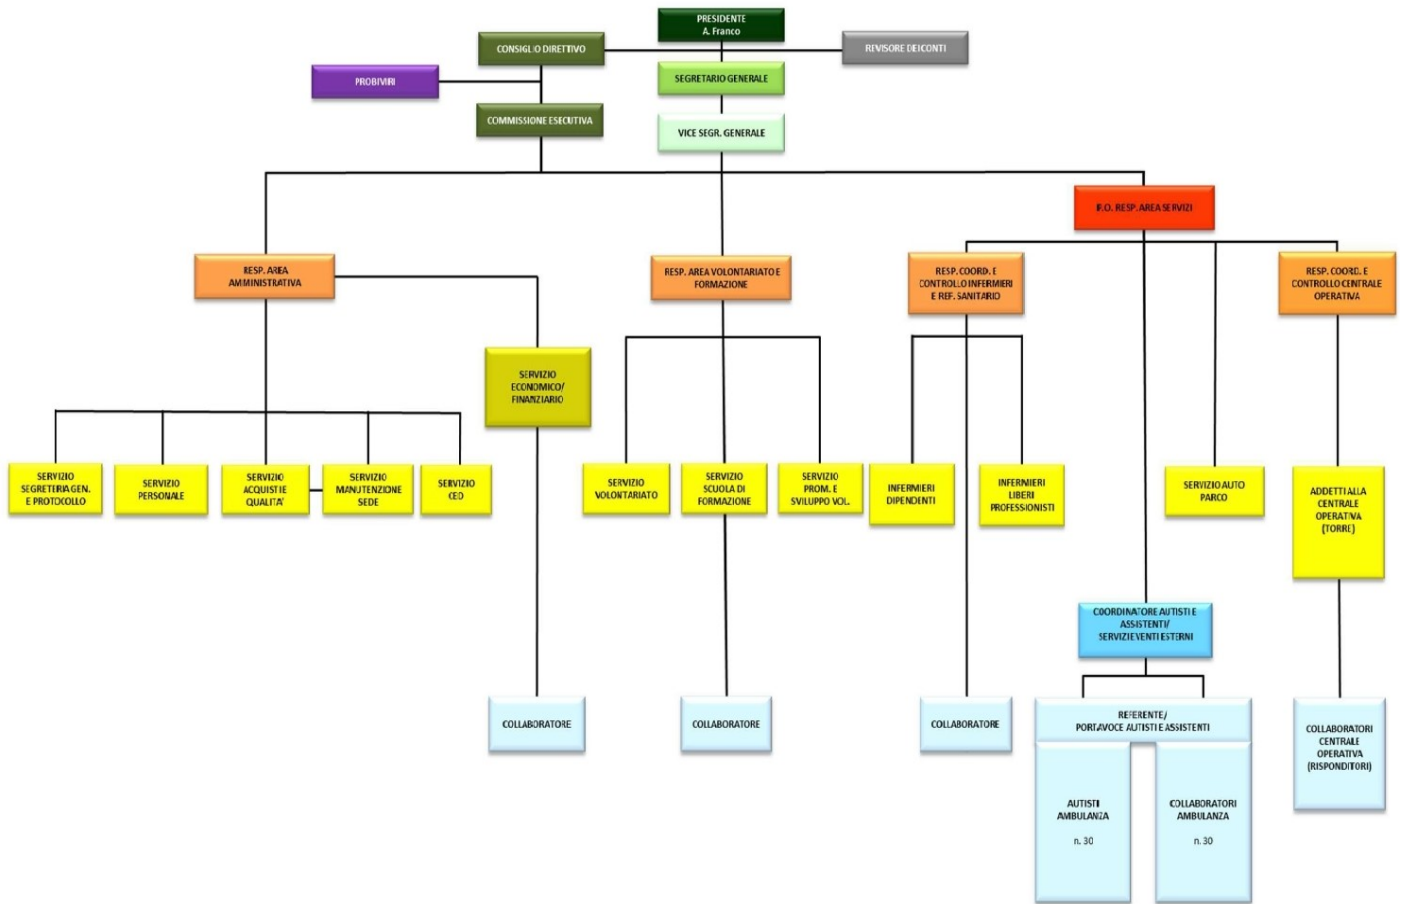 PRESIDENTE
A. Franco
CONSIGLIO DIRETTIVO
REVISORE DEI CONTI
PROBIVIRI
SEGRETARIO GENERALE
COMMISSIONE ESECUTIVA
VICE SEGR. GENERALE
P.O. RESP. AREA SERVIZI
RESP. AREA
AMMINISTRATIVA
RESP. AREA VOLONTARIATO E
FORMAZIONE
RESP. COORD. E
CONTROLLO INFERMIERI
E REF. SANITARIO
RESP. COORD. E
CONTROLLO CENTRALE
OPERATIVA
SERVIZIO
ECONOMICO/
FINANZIARIO
SERVIZIO
SEGRETERIA GEN.
E PROTOCOLLO
SERVIZIO
PERSONALE
SERVIZIO
ACQUISTI E
QUALITA'
SERVIZIO
MANUTENZIONE
SEDE
SERVIZIO
CED
SERVIZIO
VOLONTARIATO
SERVIZIO
SCUOLA DI
FORMAZIONE
SERVIZIO
PROM. E
SVILUPPO VOL.
INFERMIERI
DIPENDENTI
INFERMIERI
LIBERI
PROFESSIONISTI
SERVIZIO AUTO
PARCO
ADDETTI ALLA
CENTRALE
OPERATIVA
(TORRE)
COORDINATORE AUTISTI E
ASSISTENTI/
SERVIZI EVENTI ESTERNI
COLLABORATORE
COLLABORATORE
COLLABORATORE
REFERENTE/
PORTAVOCE AUTISTI E ASSISTENTI
COLLABORATORI
CENTRALE
OPERATIVA
(RISPONDITORI)
AUTISTI
AMBULANZA
n. 30
COLLABORATORI
AMBULANZA
n. 30